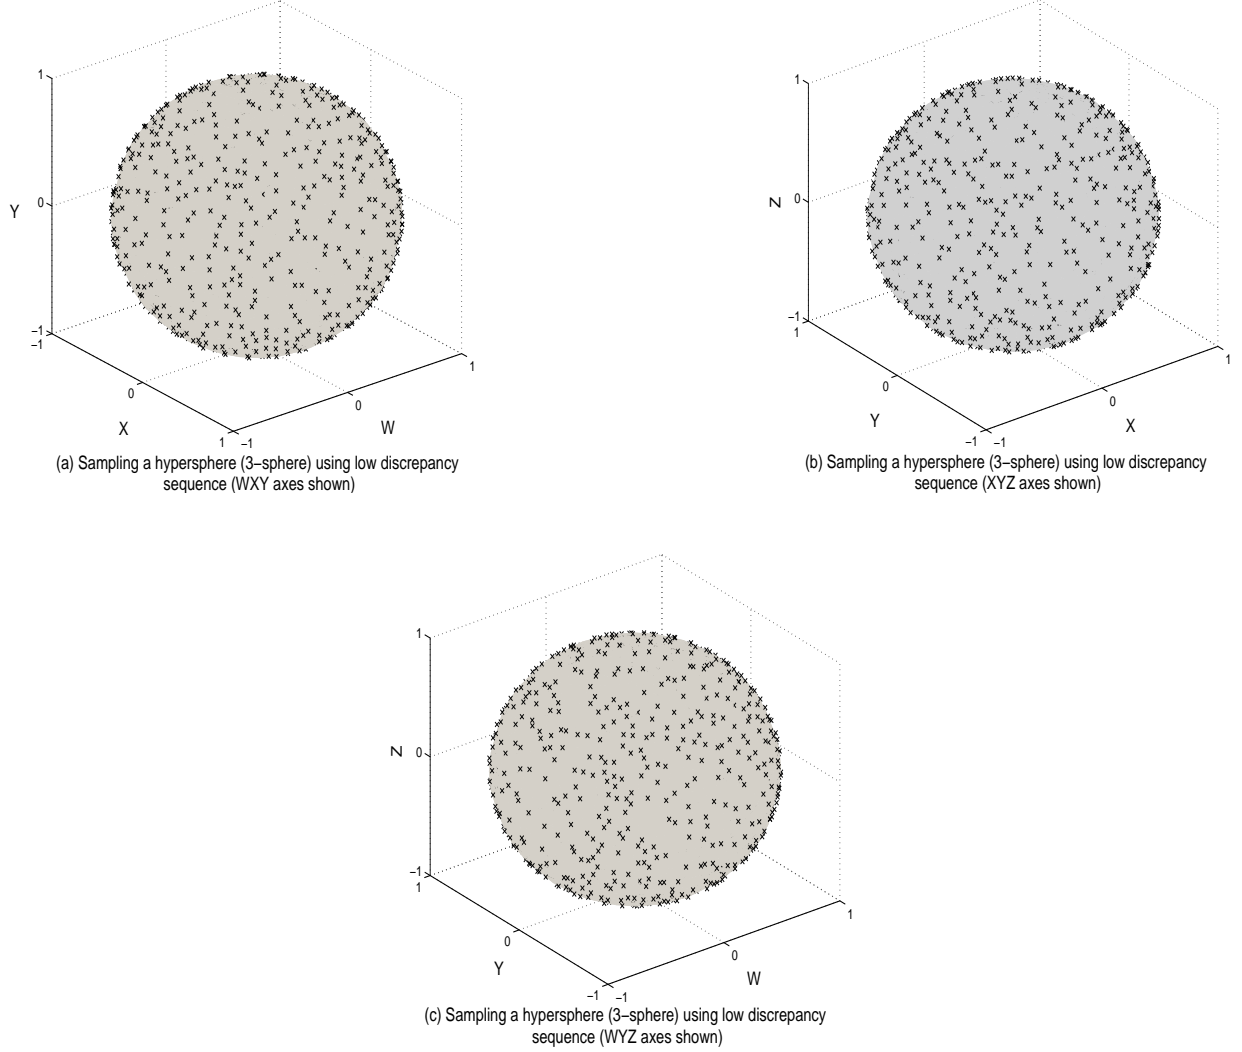 1
0
−1
Y
−1
0
1
X
−1
0
1
W
(a) Sampling a hypersphere (3−sphere) using low discrepancy
sequence (WXY axes shown)
1
0
−1
Z
1
0
−1
Y
−1
0
1
X
(b) Sampling a hypersphere (3−sphere) using low discrepancy
sequence (XYZ axes shown)
1
0
−1
Z
1
0
−1
Y
−1
0
1
W
(c) Sampling a hypersphere (3−sphere) using low discrepancy
sequence (WYZ axes shown)